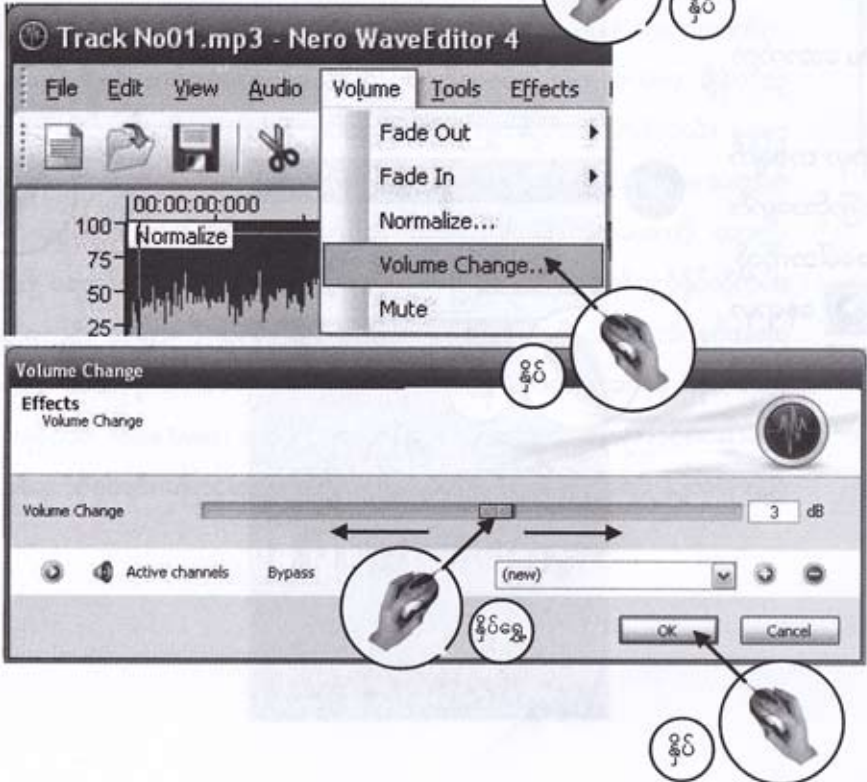 နှိပ်
Track No01.mp3 - Nero WaveEditor 4
File Edit View Audio Volume Tools Effects
Fade Out
Fade In
Normalize...
Volume Change...
Mute
00:00:00:000
Normalize
100
75
50
25
နှိပ်
Volume Change
Effects
Volume Change
Volume Change 3 dB
Active channels Bypass (new)
နှိပ်ရွှေ့
OK Cancel
နှိပ်